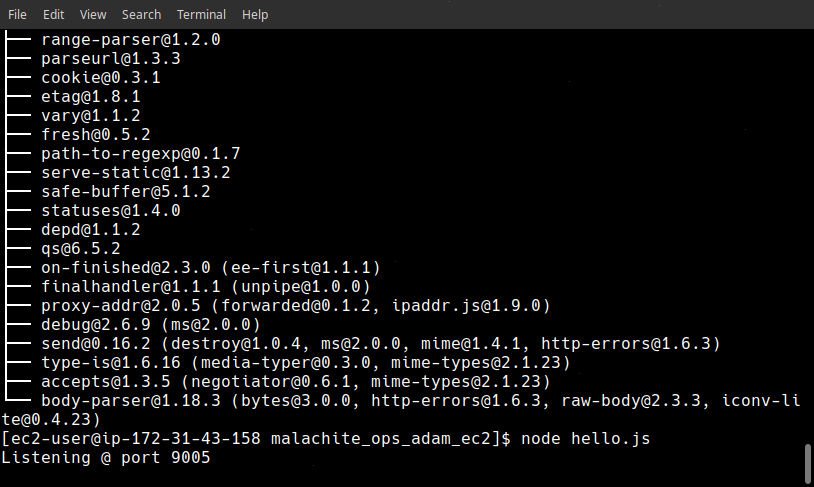 File Edit View Search Terminal Help
├── range-parser@1.2.0
├── parseurl@1.3.3
├── cookie@0.3.1
├── etag@1.8.1
├── vary@1.1.2
├── fresh@0.5.2
├── path-to-regexp@0.1.7
├── serve-static@1.13.2
├── safe-buffer@5.1.2
├── statuses@1.4.0
├── depd@1.1.2
├── qs@6.5.2
├── on-finished@2.3.0 (ee-first@1.1.1)
├── finalhandler@1.1.1 (unpipe@1.0.0)
├── proxy-addr@2.0.5 (forwarded@0.1.2, ipaddr.js@1.9.0)
├── debug@2.6.9 (ms@2.0.0)
├── send@0.16.2 (destroy@1.0.4, ms@2.0.0, mime@1.4.1, http-errors@1.6.3)
├── type-is@1.6.16 (media-typer@0.3.0, mime-types@2.1.23)
├── accepts@1.3.5 (negotiator@0.6.1, mime-types@2.1.23)
└── body-parser@1.18.3 (bytes@3.0.0, http-errors@1.6.3, raw-body@2.3.3, iconv-li
te@0.4.23)
[ec2-user@ip-172-31-43-158 malachite_ops_adam_ec2]$ node hello.js
Listening @ port 9005